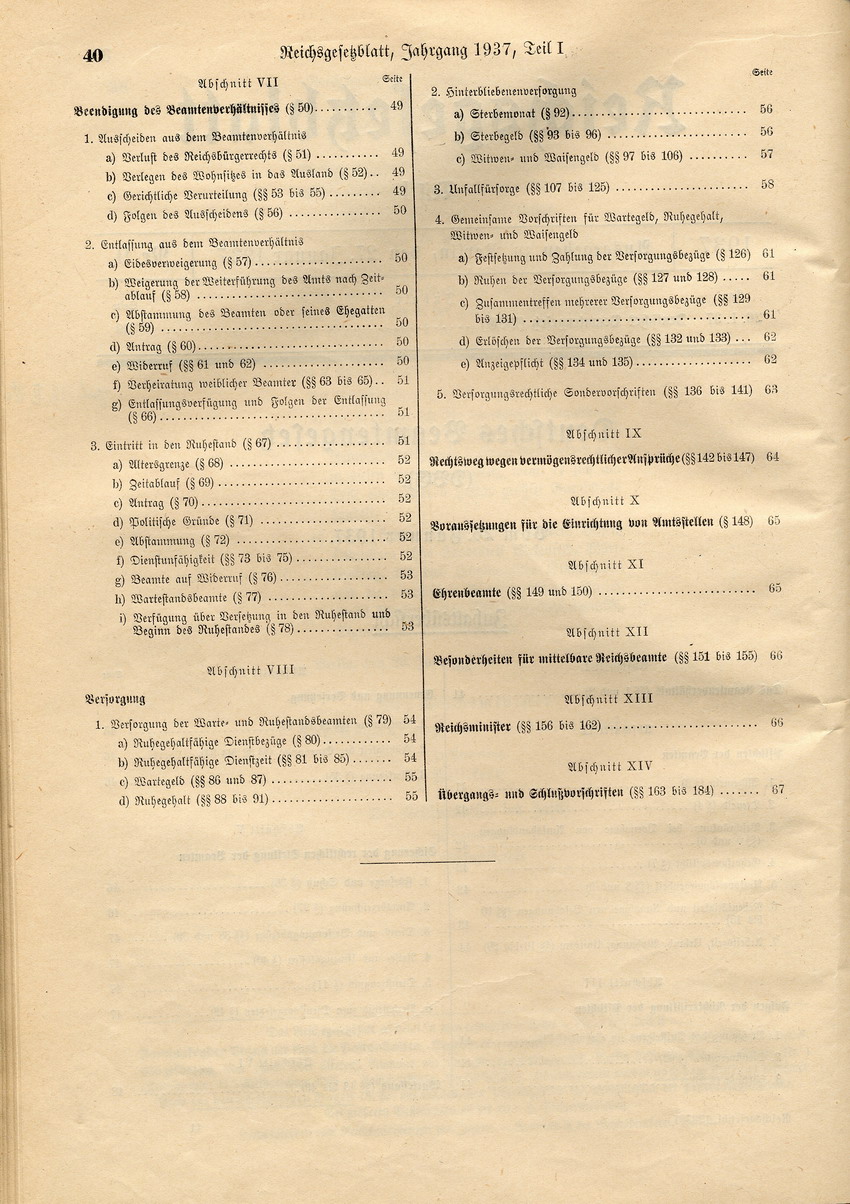 40
Reichsgesetzblatt, Jahrgang 1937, Teil I
Abschnitt VII
Seite
Beendigung des Beamtenverhältnisses (§ 50)........... 49
1. Ausscheiden aus dem Beamtenverhältnis
a) Verlust des Reichsbürgerrechts (§ 51) .......... 49
b) Verlegen des Wohnsitzes in das Ausland (§ 52).. 49
c) Gerichtliche Verurteilung (§§ 53 bis 55) ......... 49
d) Folgen des Ausscheidens (§ 56) .............. 50
2. Entlassung aus dem Beamtenverhältnis
a) Eidesverweigerung (§ 57) ................... 50
b) Weigerung der Weiterführung des Amts nach Zeit-
ablauf (§ 58) ............................ 50
c) Abstammung des Beamten oder seines Ehegatten
(§ 59) ................................. 50
d) Antrag (§ 60)............................ 50
e) Widerruf (§§ 61 und 62) ................... 50
f) Verheiratung weiblicher Beamter (§§ 63 bis 65).. 51
g) Entlassungsverfügung und Folgen der Entlassung
(§ 66)................................. 51
3. Eintritt in den Ruhestand (§ 67) ................. 51
a) Altersgrenze (§ 68) ....................... 52
b) Zeitablauf (§ 69) ......................... 52
c) Antrag (§ 70)............................ 52
d) Politische Gründe (§ 71) ................... 52
e) Abstammung (§ 72) ....................... 52
f) Dienstunfähigkeit (§§ 73 bis 75).............. 52
g) Beamte auf Widerruf (§ 76)................ 53
h) Wartestandsbeamte (§ 77) .................. 53
i) Verfügung über Versetzung in den Ruhestand und
Beginn des Ruhestandes (§ 78)............... 53
Abschnitt VIII
Versorgung
1. Versorgung der Warte- und Ruhestandsbeamten (§ 79) 54
a) Ruhegehaltfähige Dienstbezüge (§ 80)........... 54
b) Ruhegehaltfähige Dienstzeit (§§ 81 bis 85)....... 54
c) Wartegeld (§§ 86 und 87) .................. 55
d) Ruhegehalt (§§ 88 bis 91) .................. 55
Seite
2. Hinterbliebenenversorgung
a) Sterbemonat (§ 92)......................... 56
b) Sterbegeld (§§ 93 bis 96) .................... 56
c) Witwen- und Waisengeld (§§ 97 bis 106) .......... 57
3. Unfallfürsorge (§§ 107 bis 125) ................... 58
4. Gemeinsame Vorschriften für Wartegeld, Ruhegehalt,
Witwen- und Waisengeld
a) Festsetzung und Zahlung der Versorgungsbezüge (§ 126) 61
b) Ruhen der Versorgungsbezüge (§§ 127 und 128) ..... 61
c) Zusammentreffen mehrerer Versorgungsbezüge (§§ 129
bis 131) .................................. 61
d) Erlöschen der Versorgungsbezüge (§§ 132 und 133) ... 62
e) Anzeigepflicht (§§ 134 und 135)................. 62
5. Versorgungsrechtliche Sondervorschriften (§§ 136 bis 141) 63
Abschnitt IX
Rechtsweg wegen vermögensrechtlicher Ansprüche (§§ 142 bis 147) 64
Abschnitt X
Voraussetzungen für die Einrichtung von Amtsstellen (§ 148) 65
Abschnitt XI
Ehrenbeamte (§§ 149 und 150) ........................ 65
Abschnitt XII
Besonderheiten für mittelbare Reichsbeamte (§§ 151 bis 155) 66
Abschnitt XIII
Reichsminister (§§ 156 bis 162) ....................... 66
Abschnitt XIV
Übergangs- und Schlußvorschriften (§§ 163 bis 184) ....... 67